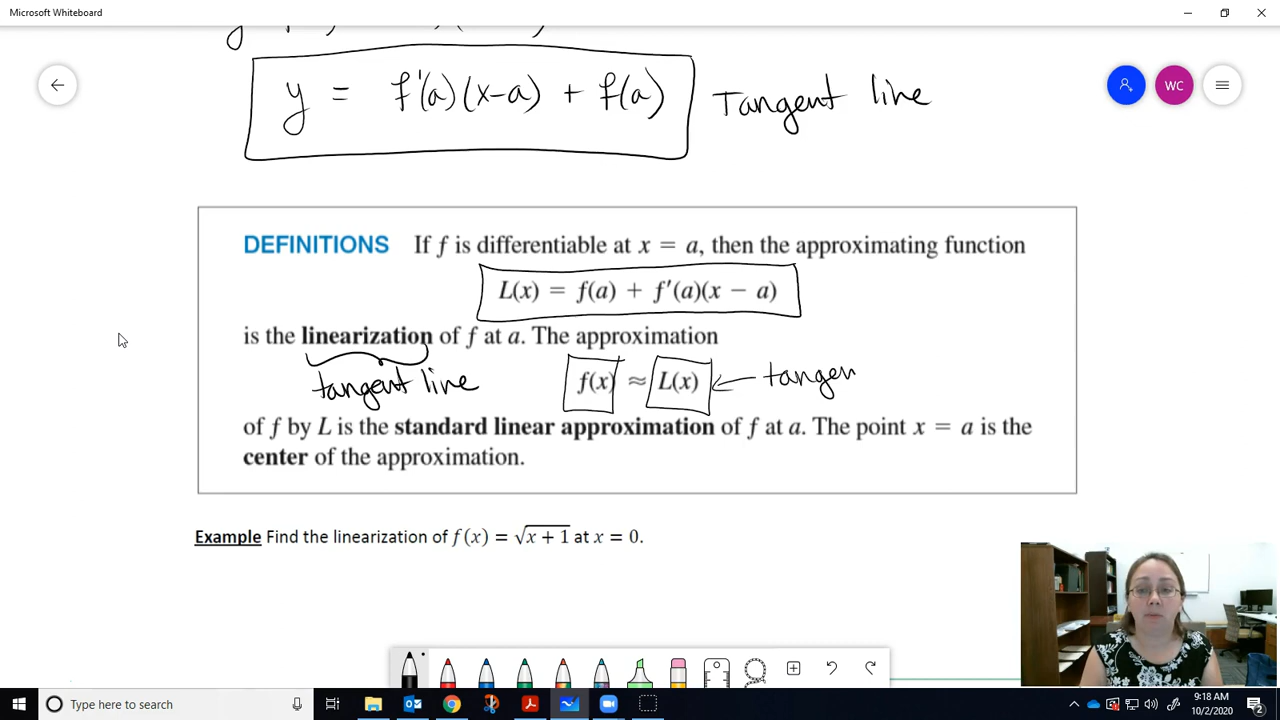 Microsoft Whiteboard
y = f'(a)(x-a) + f(a)
Tangent line
WC
DEFINITIONS If f is differentiable at x = a, then the approximating function
L(x) = f(a) + f′(a)(x − a)
is the linearization of f at a. The approximation
tangent line
f(x) ≈ L(x) ← tangen
of f by L is the standard linear approximation of f at a. The point x = a is the
center of the approximation.
Example Find the linearization of f(x) = √x + 1 at x = 0.
Type here to search
9:18 AM
10/2/2020
2